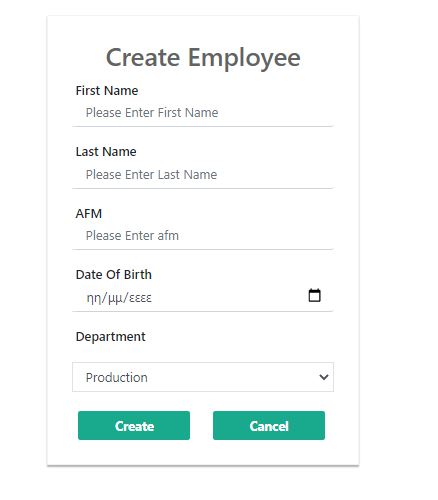 Create Employee
First Name
Please Enter First Name
Last Name
Please Enter Last Name
AFM
Please Enter afm
Date Of Birth
ηη/μμ/εεεε
Department
Production
Create Cancel